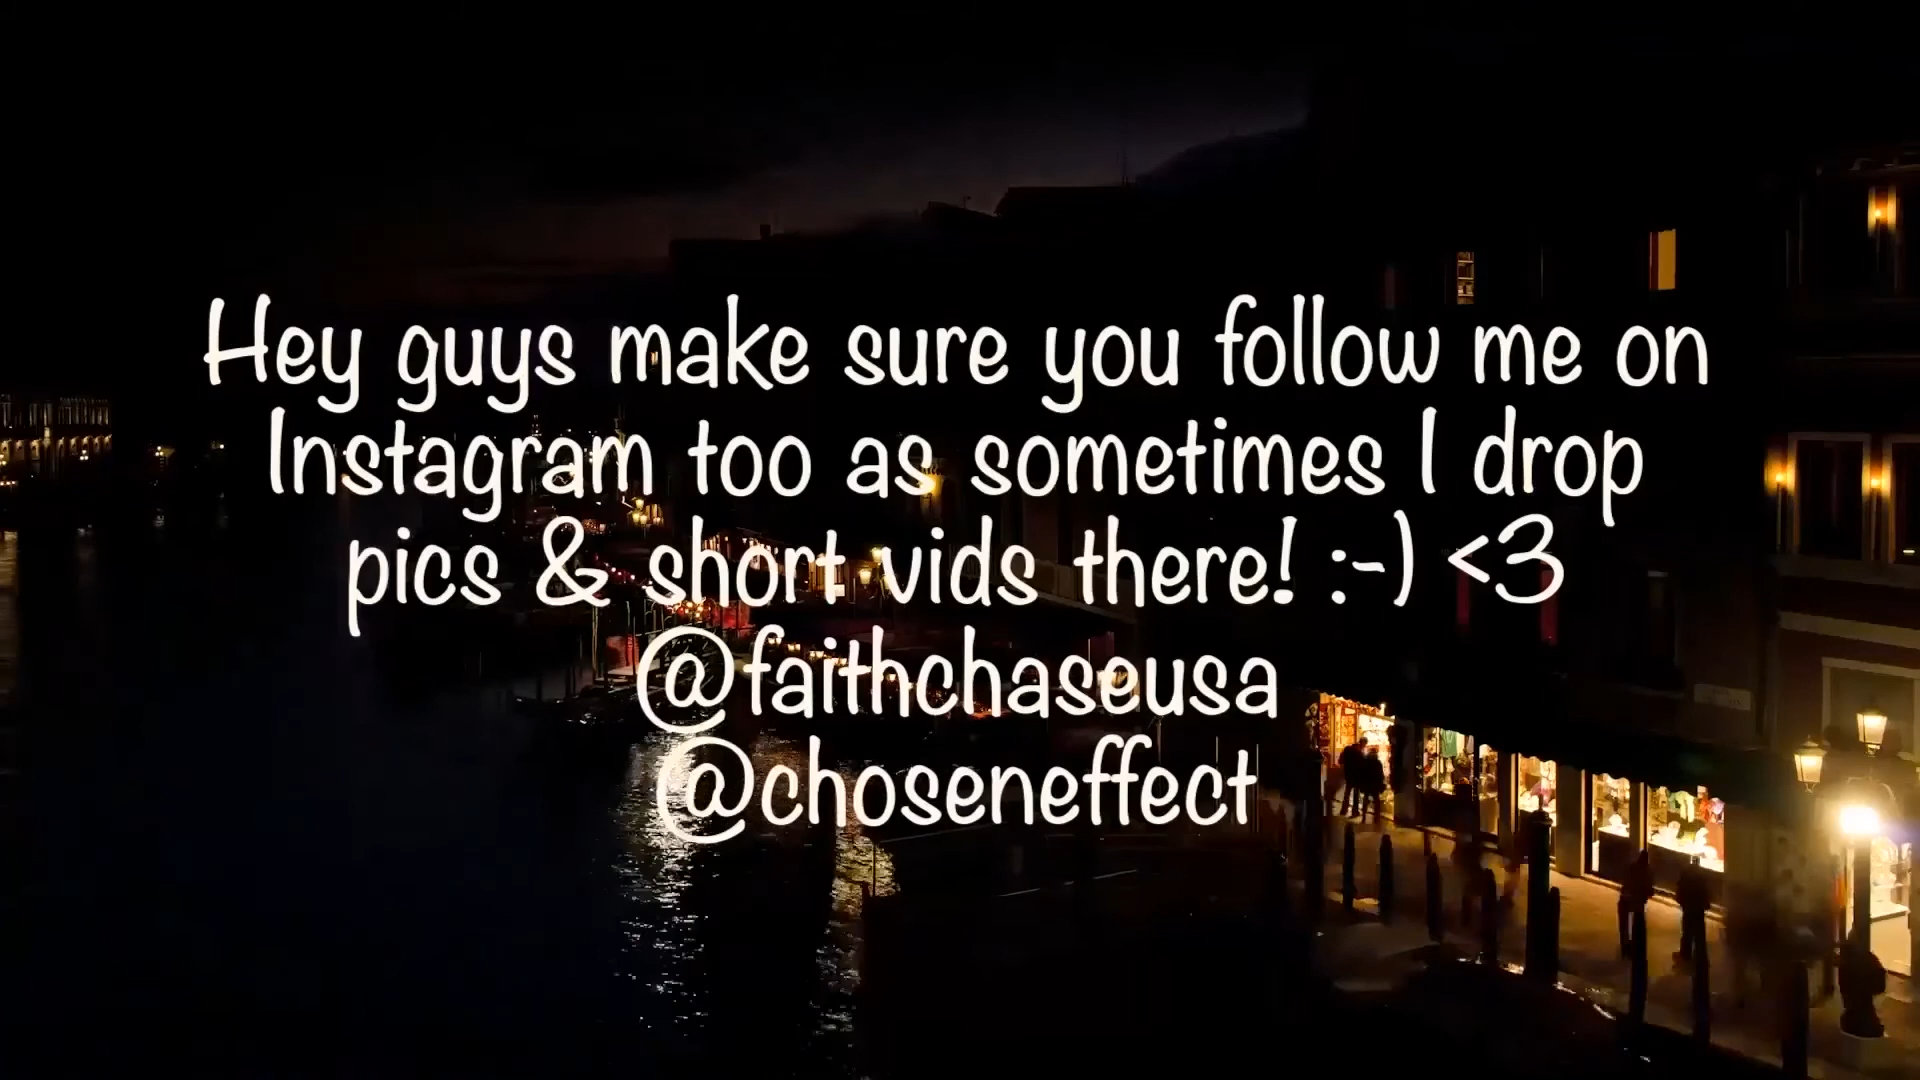 Hey guys make sure you follow me on
Instagram too as sometimes I drop
pics & short vids there! :-) <3
@faithchaseusa
@choseneffect